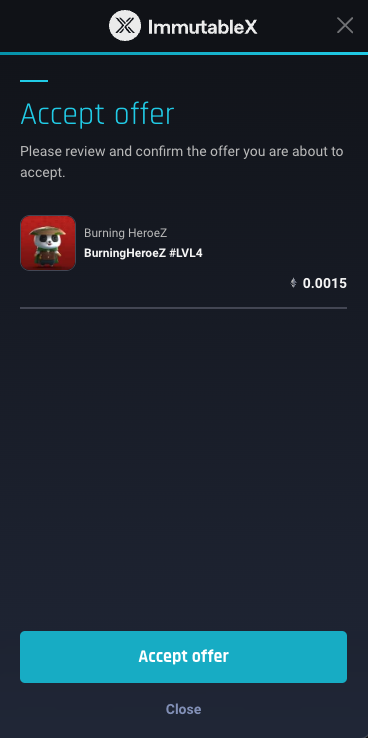 ImmutableX
Accept offer
Please review and confirm the offer you are about to
accept.
Burning HeroeZ
BurningHeroeZ #LVL4
0.0015
Accept offer
Close